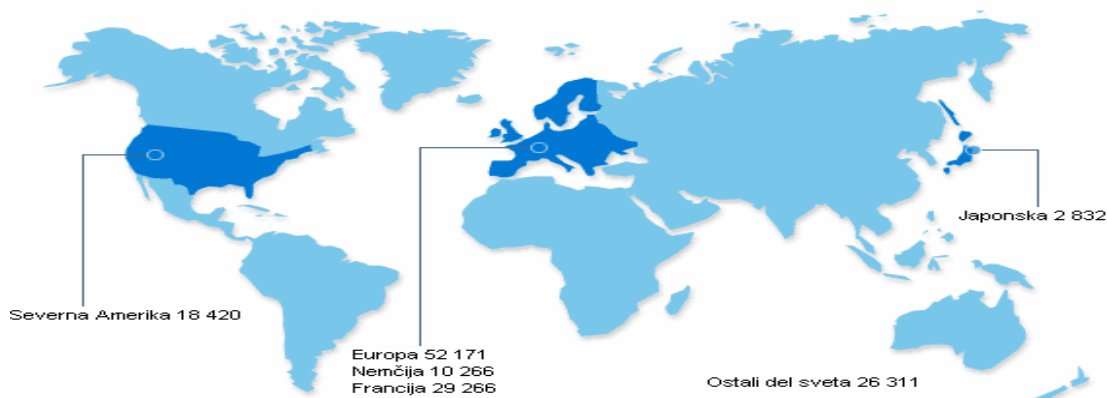 Japonska 2 832
Severna Amerika 18 420
Europa 52 171
Nemčija 10 266
Francija 29 266
Ostali del sveta 26 311